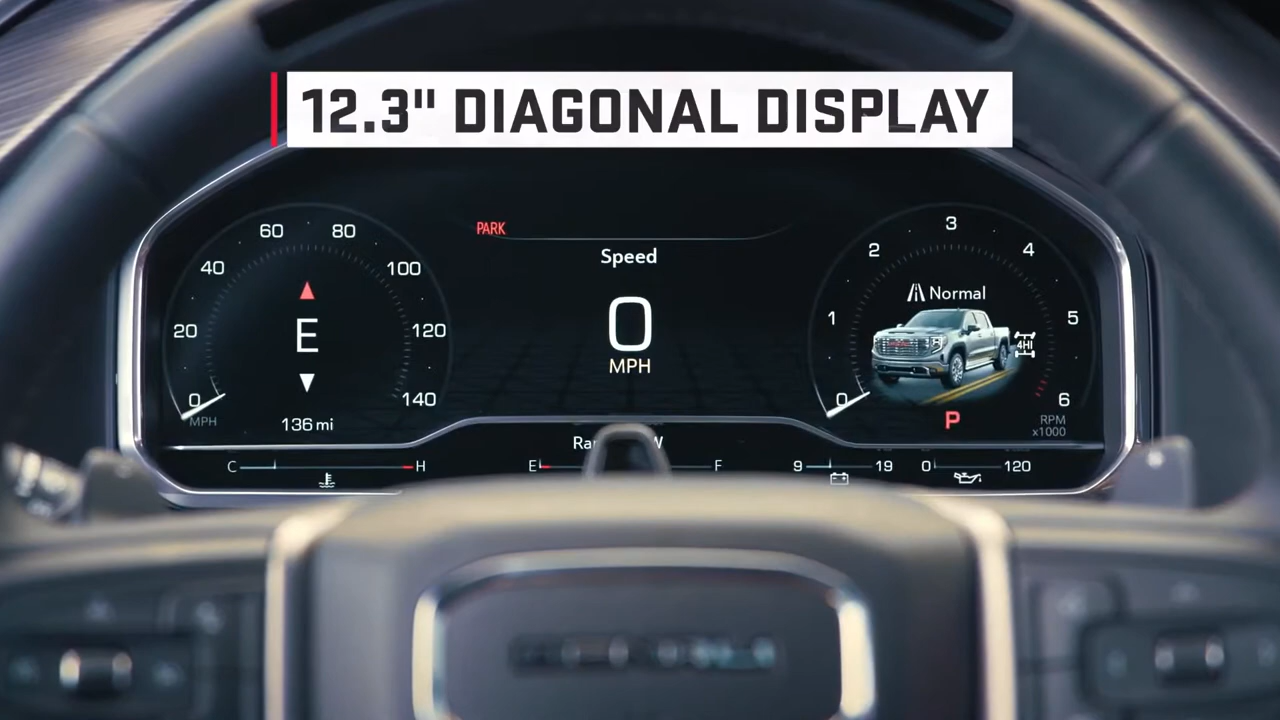 12.3" DIAGONAL DISPLAY
PARK
Speed
0
MPH
0
20
40
60
80
100
120
140
MPH
E
136 mi
0
1
2
3
4
5
6
Normal
4HI
P
RPM
x1000
C H
E F
9 19
0 120